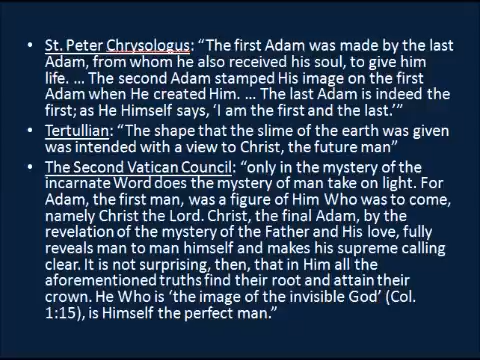 • St. Peter Chrysologus: “The first Adam was made by the last
Adam, from whom he also received his soul, to give him
life. … The second Adam stamped His image on the first
Adam when He created Him. … The last Adam is indeed the
first; as He Himself says, ‘I am the first and the last.’”
• Tertullian: “The shape that the slime of the earth was given
was intended with a view to Christ, the future man”
• The Second Vatican Council: “only in the mystery of the
incarnate Word does the mystery of man take on light. For
Adam, the first man, was a figure of Him Who was to come,
namely Christ the Lord. Christ, the final Adam, by the
revelation of the mystery of the Father and His love, fully
reveals man to man himself and makes his supreme calling
clear. It is not surprising, then, that in Him all the
aforementioned truths find their root and attain their
crown. He Who is ‘the image of the invisible God’ (Col.
1:15), is Himself the perfect man.”